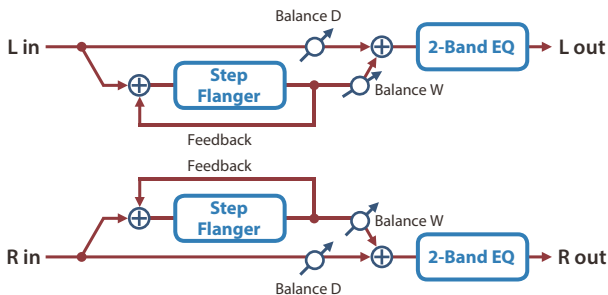 Balance D
L in
2-Band EQ
L out
Step
Flanger
Balance W
Feedback
Feedback
Step
Flanger
Balance W
R in
2-Band EQ
R out
Balance D